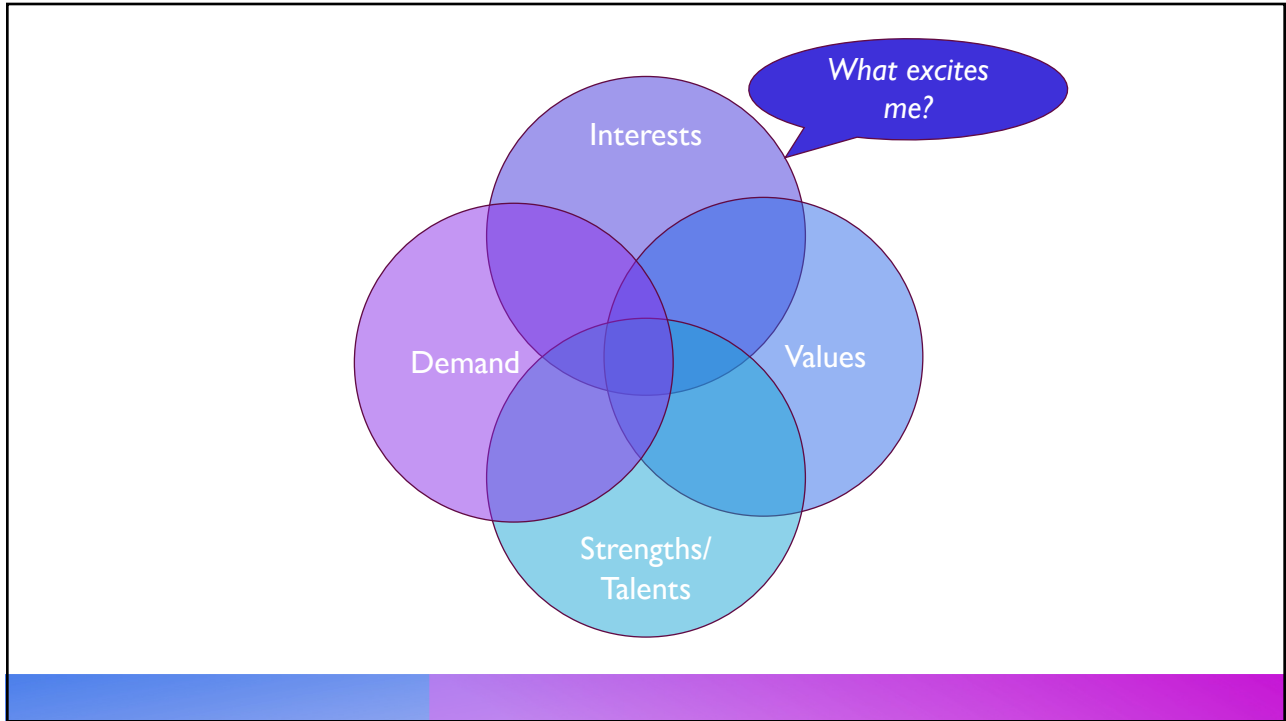 What excites
me?
Interests
Demand
Values
Strengths/
Talents